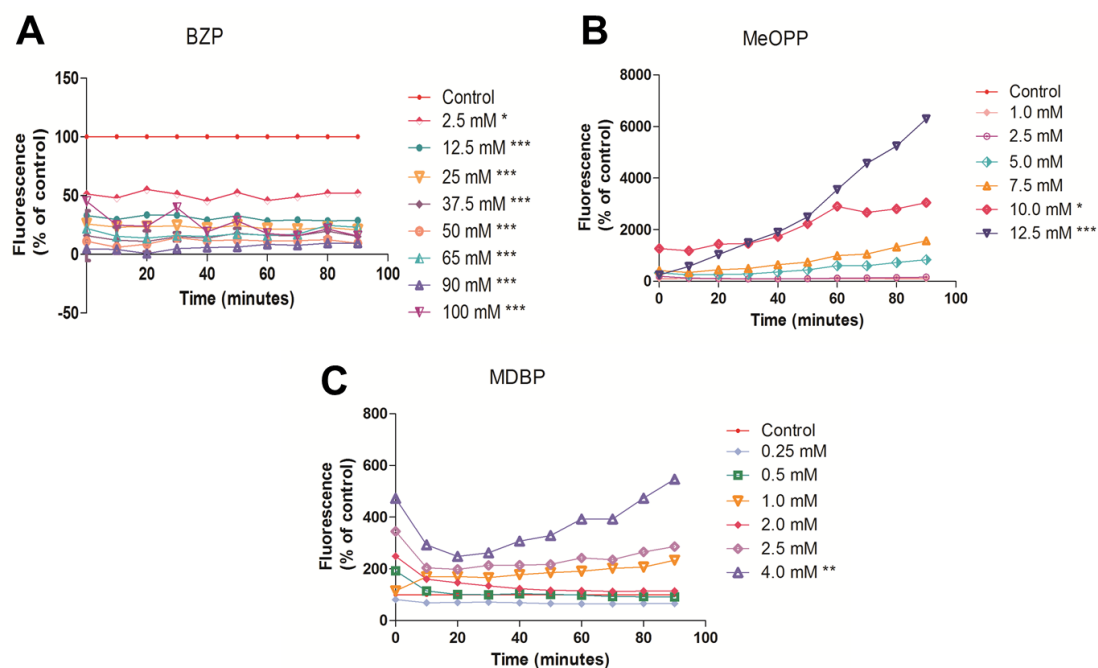 A
BZP
Fluorescence
(% of control)
150
100
50
0
-50
20
40
60
80
100
Time (minutes)
Control
2.5 mM *
12.5 mM ***
25 mM ***
37.5 mM ***
50 mM ***
65 mM ***
90 mM ***
100 mM ***
B
MeOPP
Fluorescence
(% of control)
8000
6000
4000
2000
0
0
20
40
60
80
100
Time (minutes)
Control
1.0 mM
2.5 mM
5.0 mM
7.5 mM
10.0 mM *
12.5 mM ***
C
MDBP
Fluorescence
(% of control)
800
600
400
200
0
0
20
40
60
80
100
Time (minutes)
Control
0.25 mM
0.5 mM
1.0 mM
2.0 mM
2.5 mM
4.0 mM **